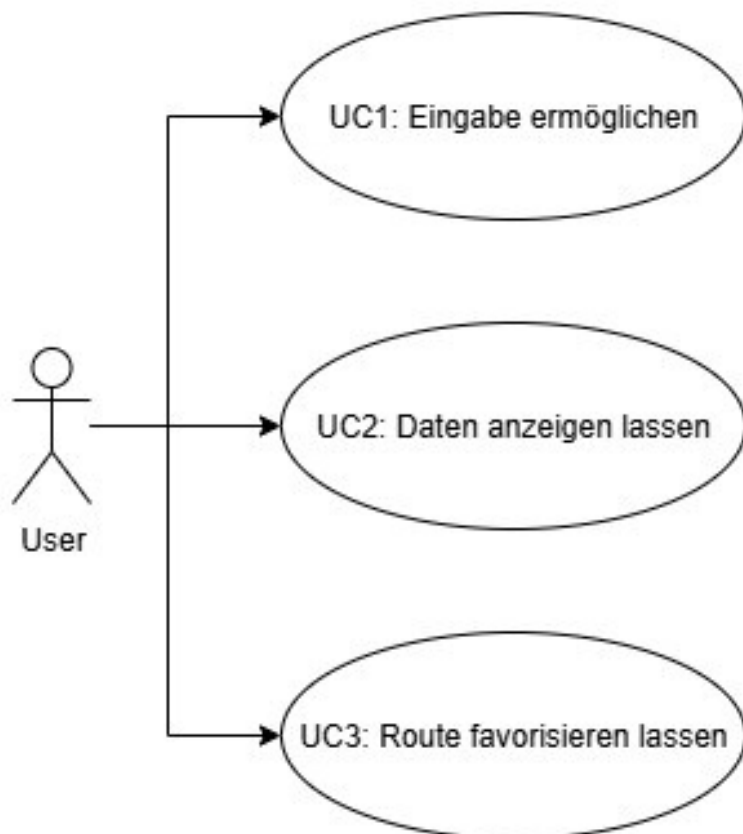 UC1: Eingabe ermöglichen
UC2: Daten anzeigen lassen
User
UC3: Route favorisieren lassen